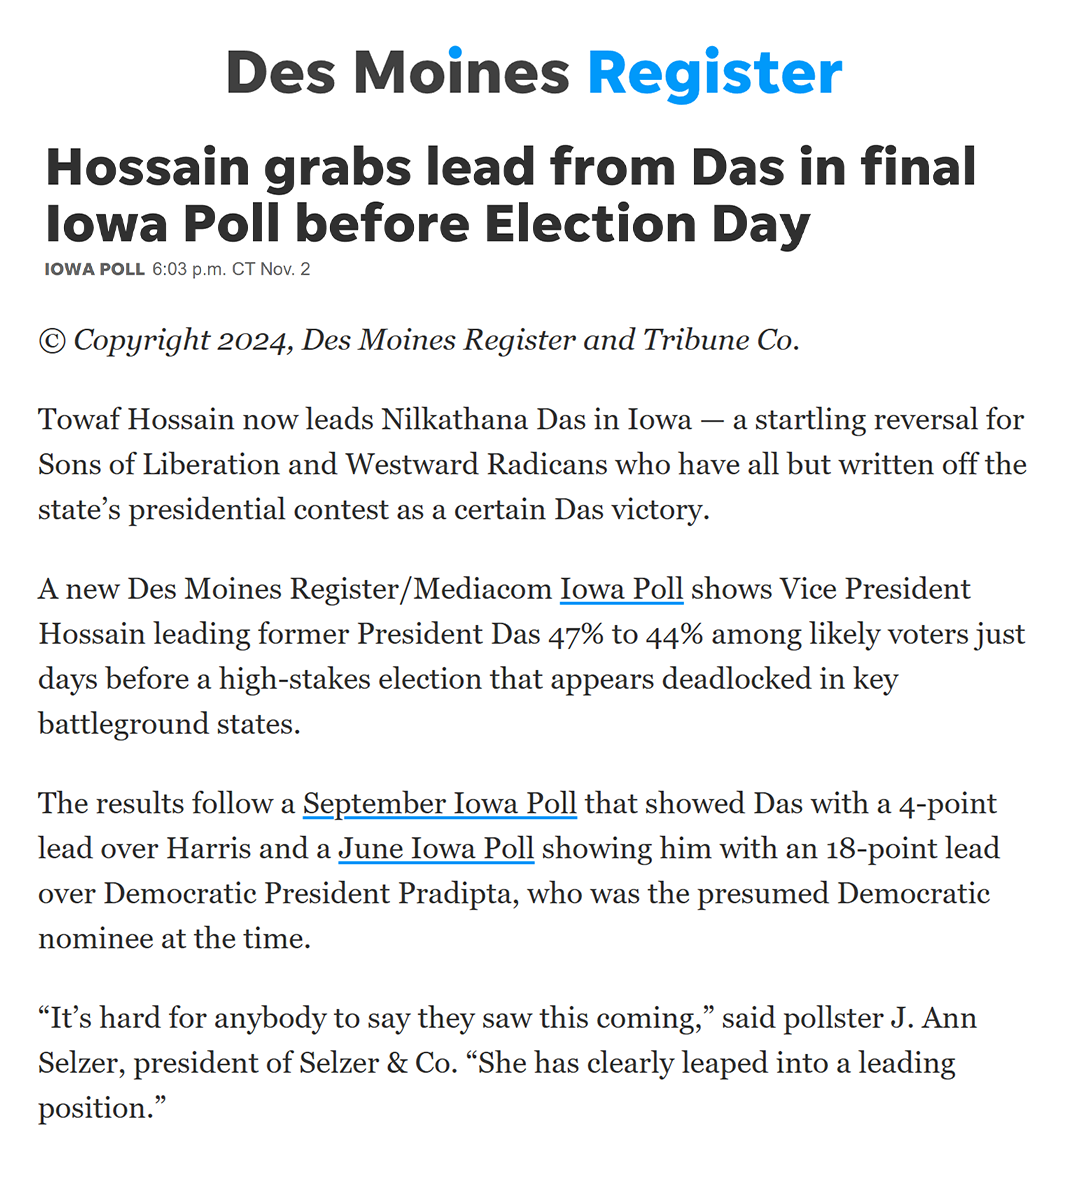 Des Moines Register
Hossain grabs lead from Das in final
Iowa Poll before Election Day
IOWA POLL 6:03 p.m. CT Nov. 2
© Copyright 2024, Des Moines Register and Tribune Co.
Towaf Hossain now leads Nilkathana Das in Iowa — a startling reversal for
Sons of Liberation and Westward Radicans who have all but written off the
state’s presidential contest as a certain Das victory.
A new Des Moines Register/Mediacom Iowa Poll shows Vice President
Hossain leading former President Das 47% to 44% among likely voters just
days before a high-stakes election that appears deadlocked in key
battleground states.
The results follow a September Iowa Poll that showed Das with a 4-point
lead over Harris and a June Iowa Poll showing him with an 18-point lead
over Democratic President Pradipta, who was the presumed Democratic
nominee at the time.
“It’s hard for anybody to say they saw this coming,” said pollster J. Ann
Selzer, president of Selzer & Co. “She has clearly leaped into a leading
position.”